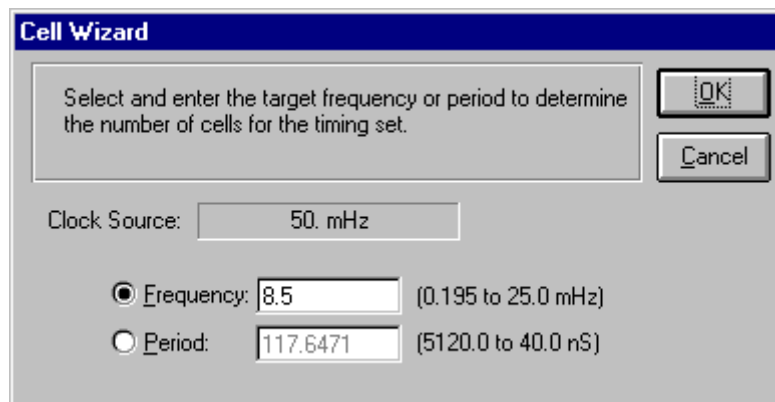 Cell Wizard
Select and enter the target frequency or period to determine
the number of cells for the timing set.
OK
Cancel
Clock Source: 50. mHz
Frequency: 8.5 (0.195 to 25.0 mHz)
Period: 117.6471 (5120.0 to 40.0 nS)